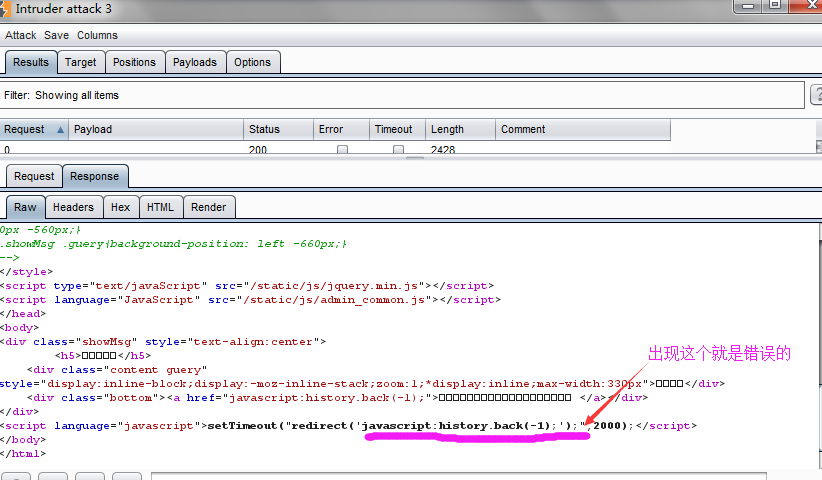 Intruder attack 3
Attack Save Columns
Results Target Positions Payloads Options
Filter: Showing all items
Request Payload Status Error Timeout Length Comment
0 200 2428
Request Response
Raw Headers Hex HTML Render
0px -560px;}
.showMsg .guery{background-position: left -660px;}
-->
</style>
<script type="text/javaScript" src="/static/js/jquery.min.js"></script>
<script language="JavaScript" src="/static/js/admin_common.js"></script>
</head>
<body>
<div class="showMsg" style="text-align:center">
<h5>□□□□□</h5>
<div class="content guery"
出现这个就是错误的
style="display:inline-block;display:-moz-inline-stack;zoom:1;*display:inline;max-width:330px">□□□□</div>
<div class="bottom"><a href="javascript:history.back(-1);">□□□□□□□□□□□□□□□□□□□ </a></div>
</div>
<script language="javascript">setTimeout("redirect('javascript:history.back(-1);');",2000);</script>
</body>
</html>